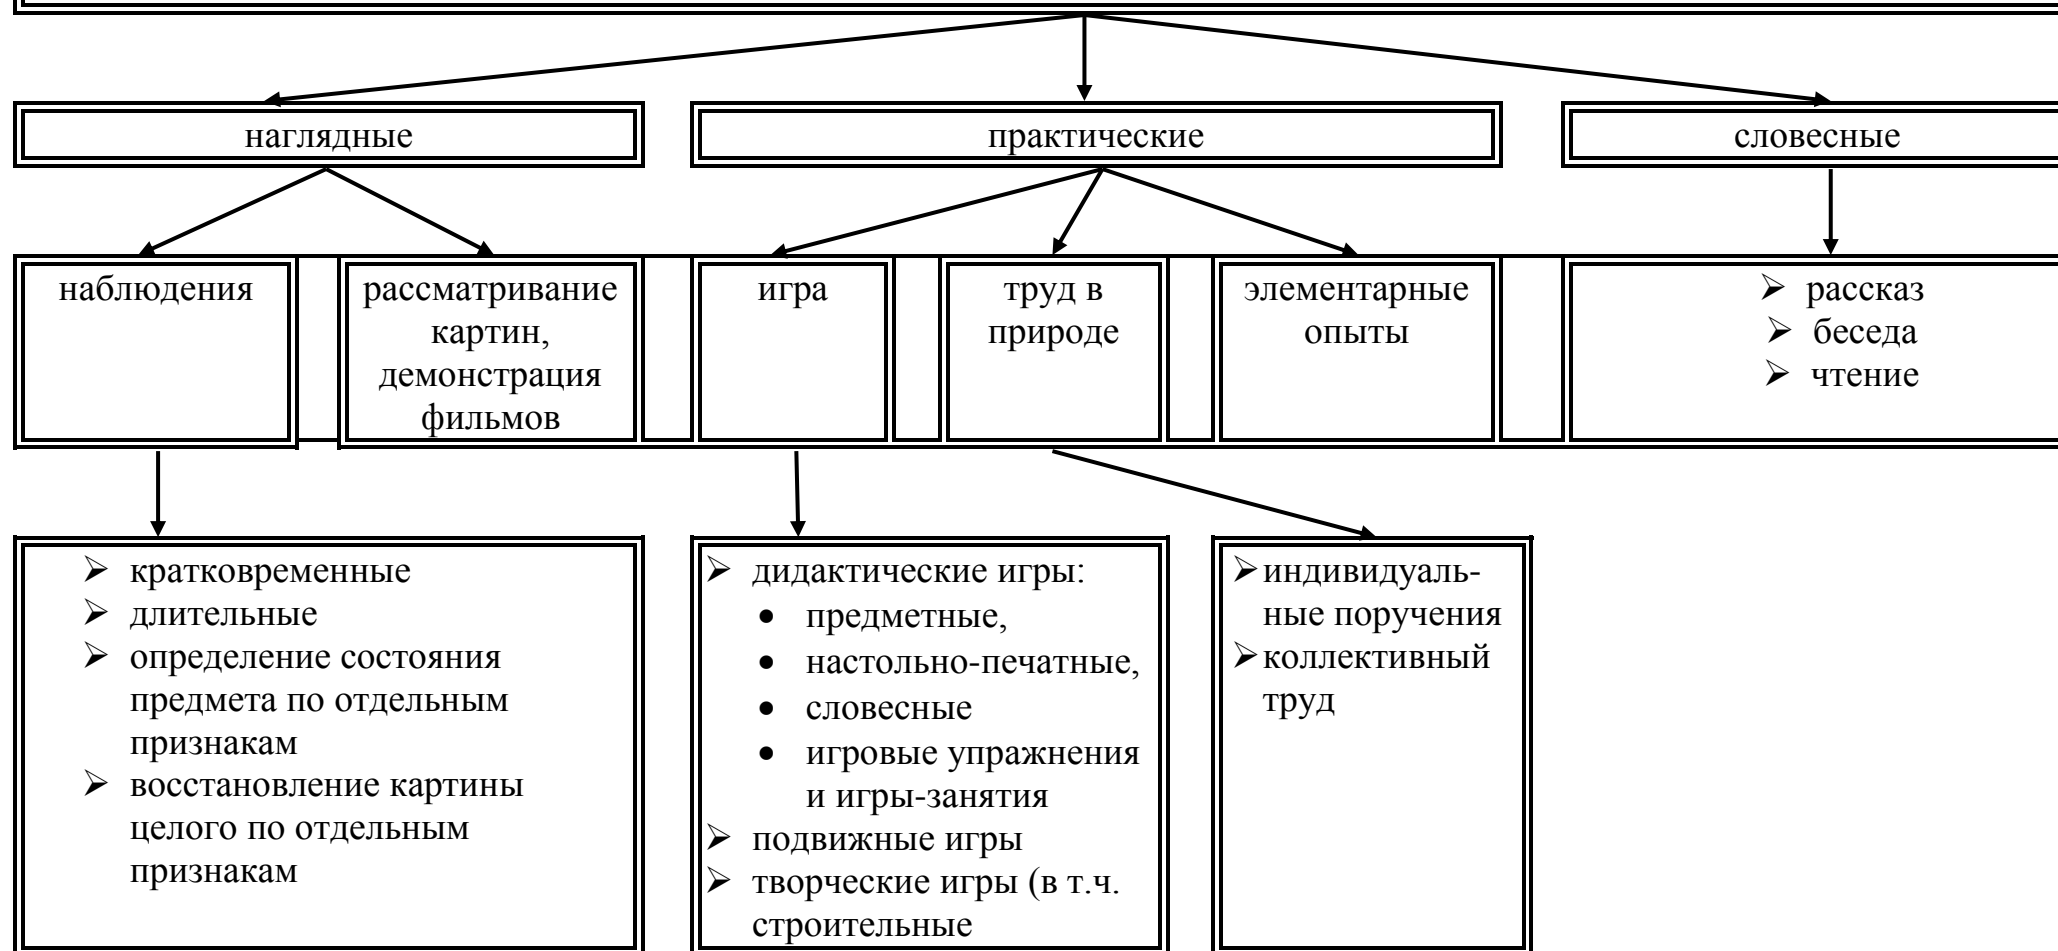 наглядные
практические
словесные
наблюдения
рассматривание
картин,
демонстрация
фильмов
игра
труд в
природе
элементарные
опыты
➢ рассказ
➢ беседа
➢ чтение
➢ кратковременные
➢ длительные
➢ определение состояния
предмета по отдельным
признакам
➢ восстановление картины
целого по отдельным
признакам
➢ дидактические игры:
• предметные,
• настольно-печатные,
• словесные
• игровые упражнения
и игры-занятия
➢ подвижные игры
➢ творческие игры (в т.ч.
строительные
➢ индивидуаль-
ные поручения
➢ коллективный
труд